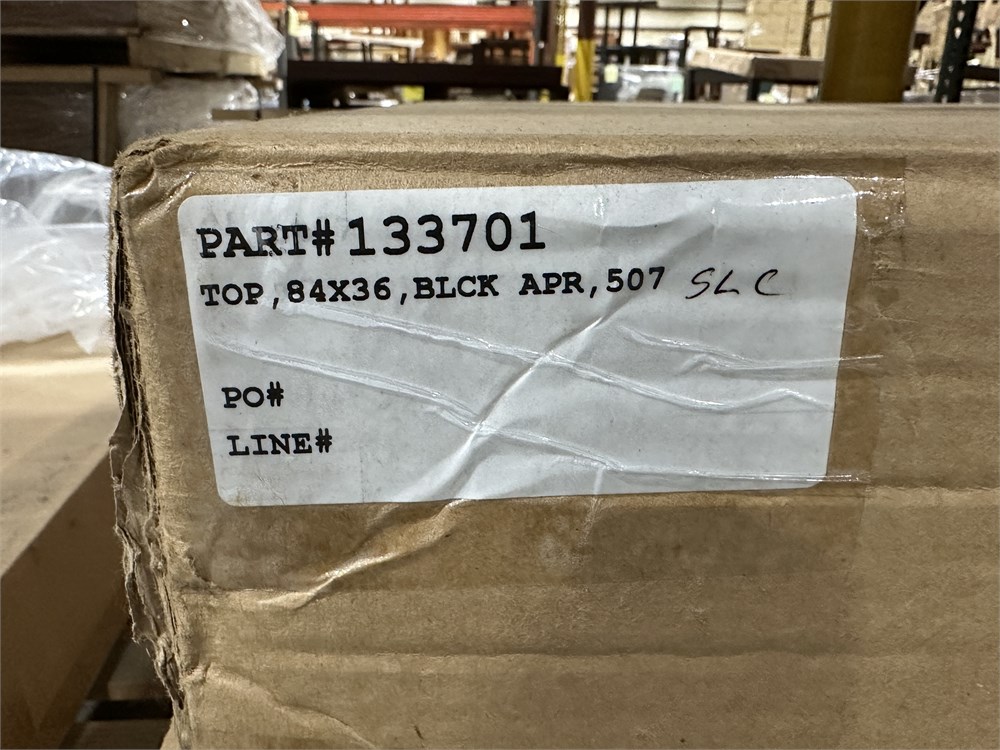 PART# 133701
TOP,84X36,BLCK APR,507 SLC
PO#
LINE#